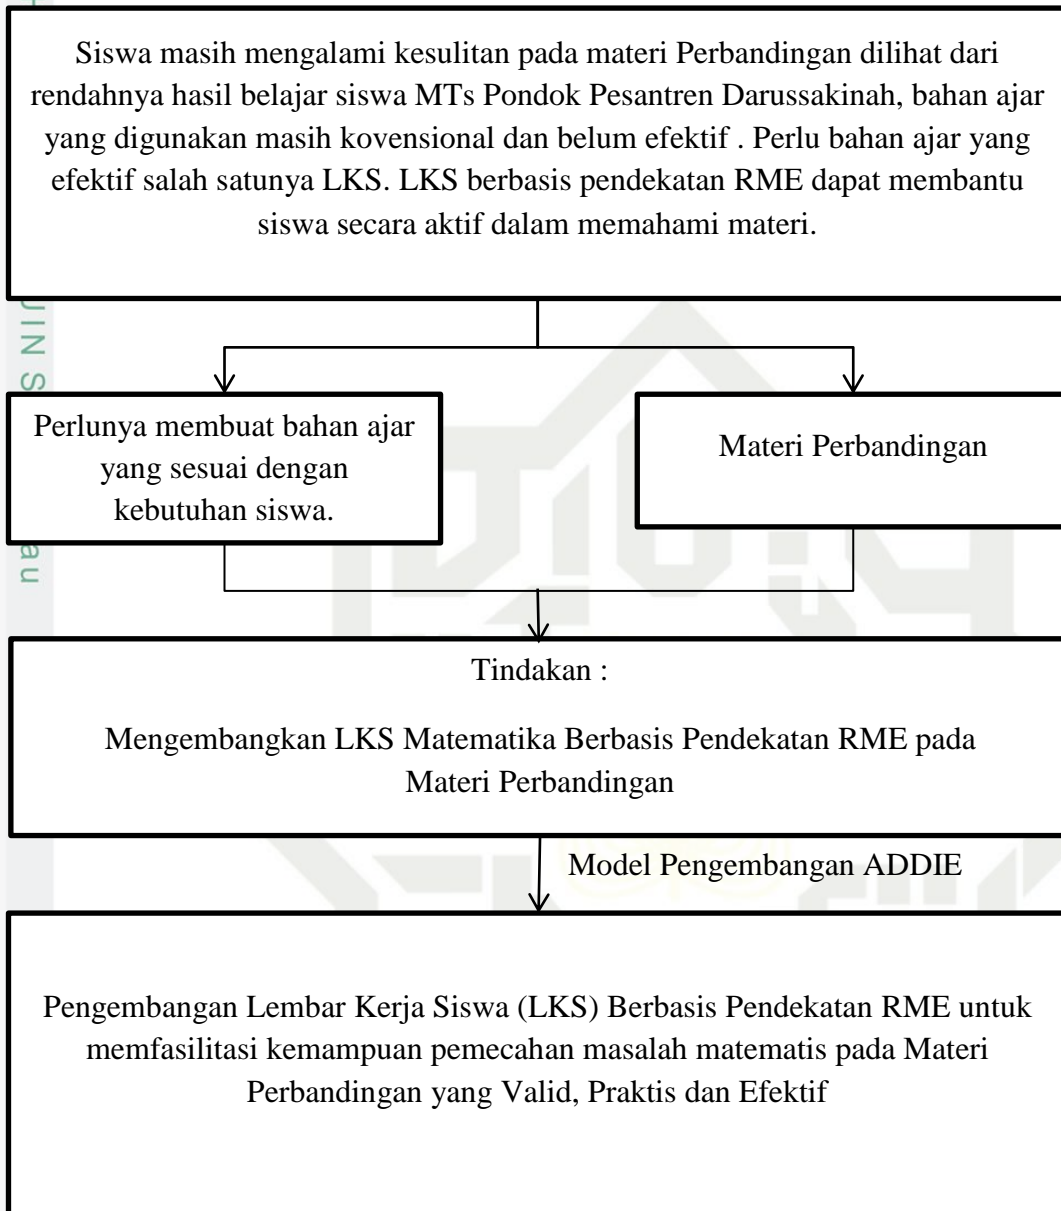 Siswa masih mengalami kesulitan pada materi Perbandingan dilihat dari
rendahnya hasil belajar siswa MTs Pondok Pesantren Darussakinah, bahan ajar
yang digunakan masih kovensional dan belum efektif . Perlu bahan ajar yang
efektif salah satunya LKS. LKS berbasis pendekatan RME dapat membantu
siswa secara aktif dalam memahami materi.
UIN S
au
Perlunya membuat bahan ajar
yang sesuai dengan
kebutuhan siswa.
Materi Perbandingan
Tindakan :
Mengembangkan LKS Matematika Berbasis Pendekatan RME pada
Materi Perbandingan
Model Pengembangan ADDIE
Pengembangan Lembar Kerja Siswa (LKS) Berbasis Pendekatan RME untuk
memfasilitasi kemampuan pemecahan masalah matematis pada Materi
Perbandingan yang Valid, Praktis dan Efektif